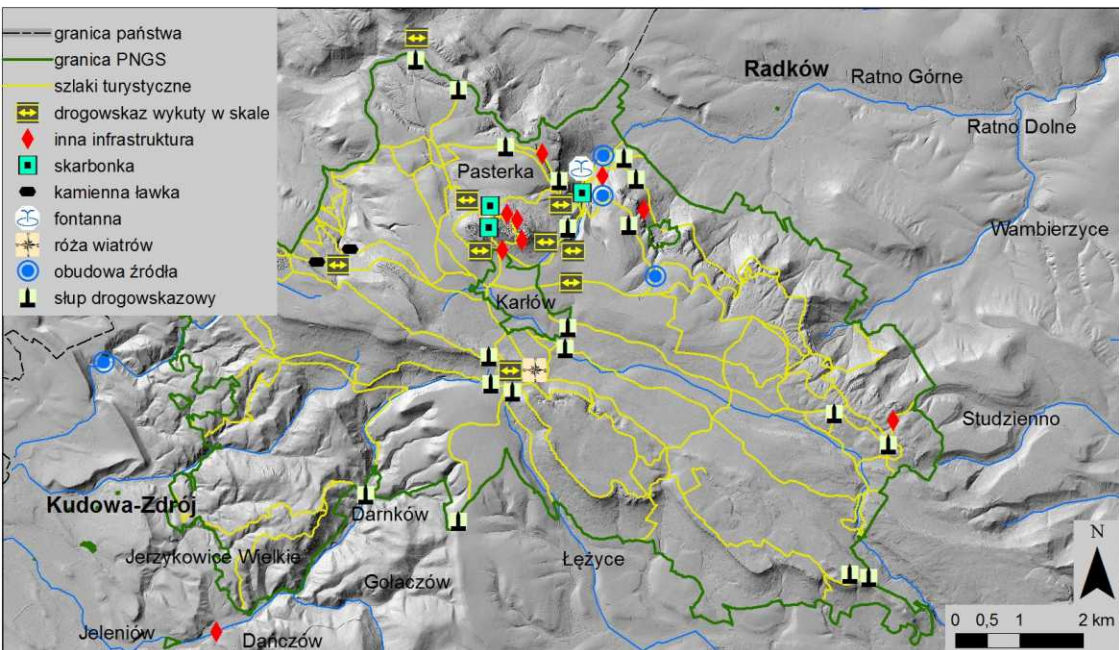 granica państwa
granica PNGS
szlaki turystyczne
drogowskaz wykuty w skale
inna infrastruktura
skarbonka
kamienna ławka
fontanna
róża wiatrów
obudowa źródła
słup drogowskazowy
Radków
Ratno Górne
Ratno Dolne
Pasterka
Wambierzyce
Karłów
Studzienno
Kudowa-Zdrój
Darnków
Jerzykowice Wielkie
Łężyce
Gołaczów
Jeleniów
Dańczów
N
0 0,5 1 2 km